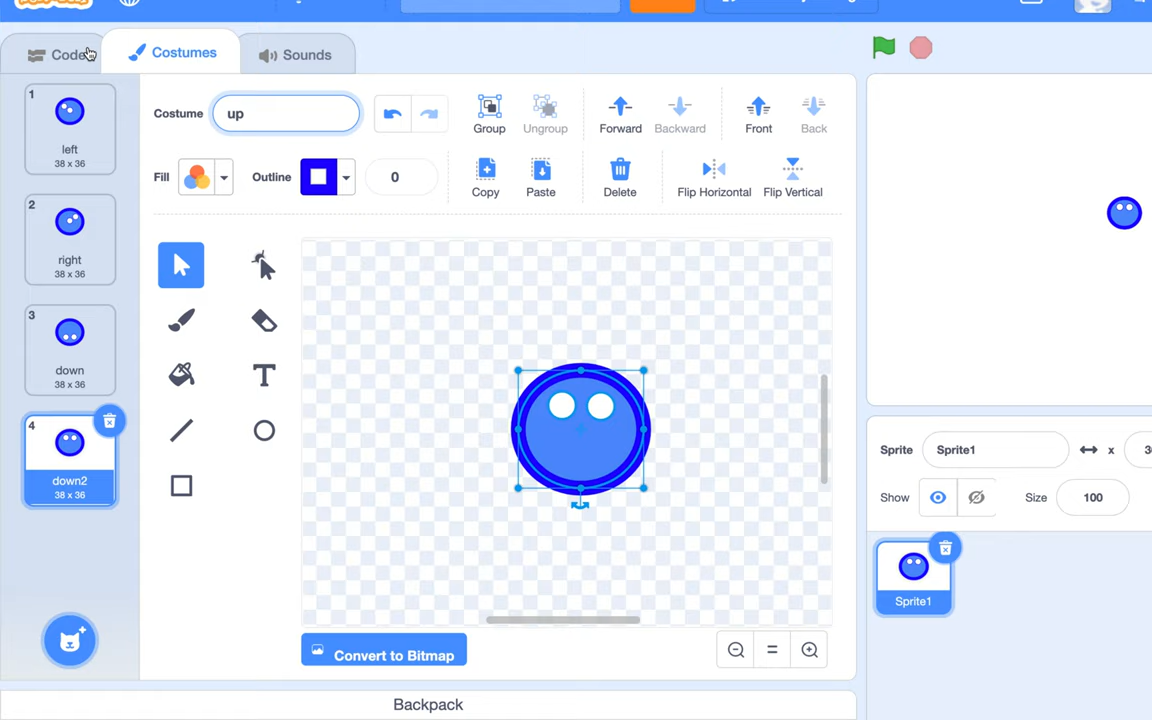 Code
Costumes
Sounds
1
left
38 x 36
2
right
38 x 36
3
down
38 x 36
4
down2
38 x 36
Costume
up
Group
Ungroup
Forward
Backward
Front
Back
Fill
Outline
0
Copy
Paste
Delete
Flip Horizontal
Flip Vertical
T
Convert to Bitmap
Backpack
Sprite
Sprite1
x
Show
Size
100
Sprite1